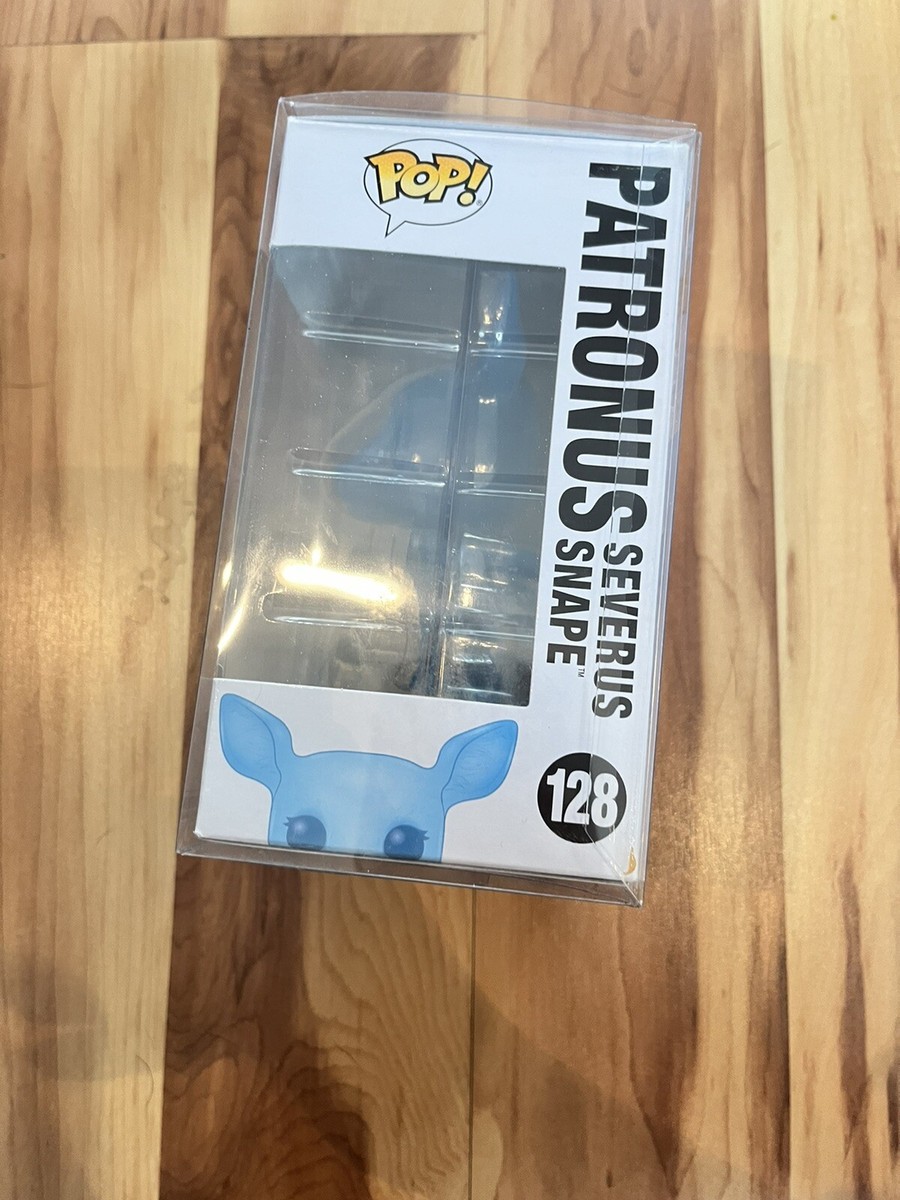 POP!
PATRONUS
SEVERUS
SNAPE™
128